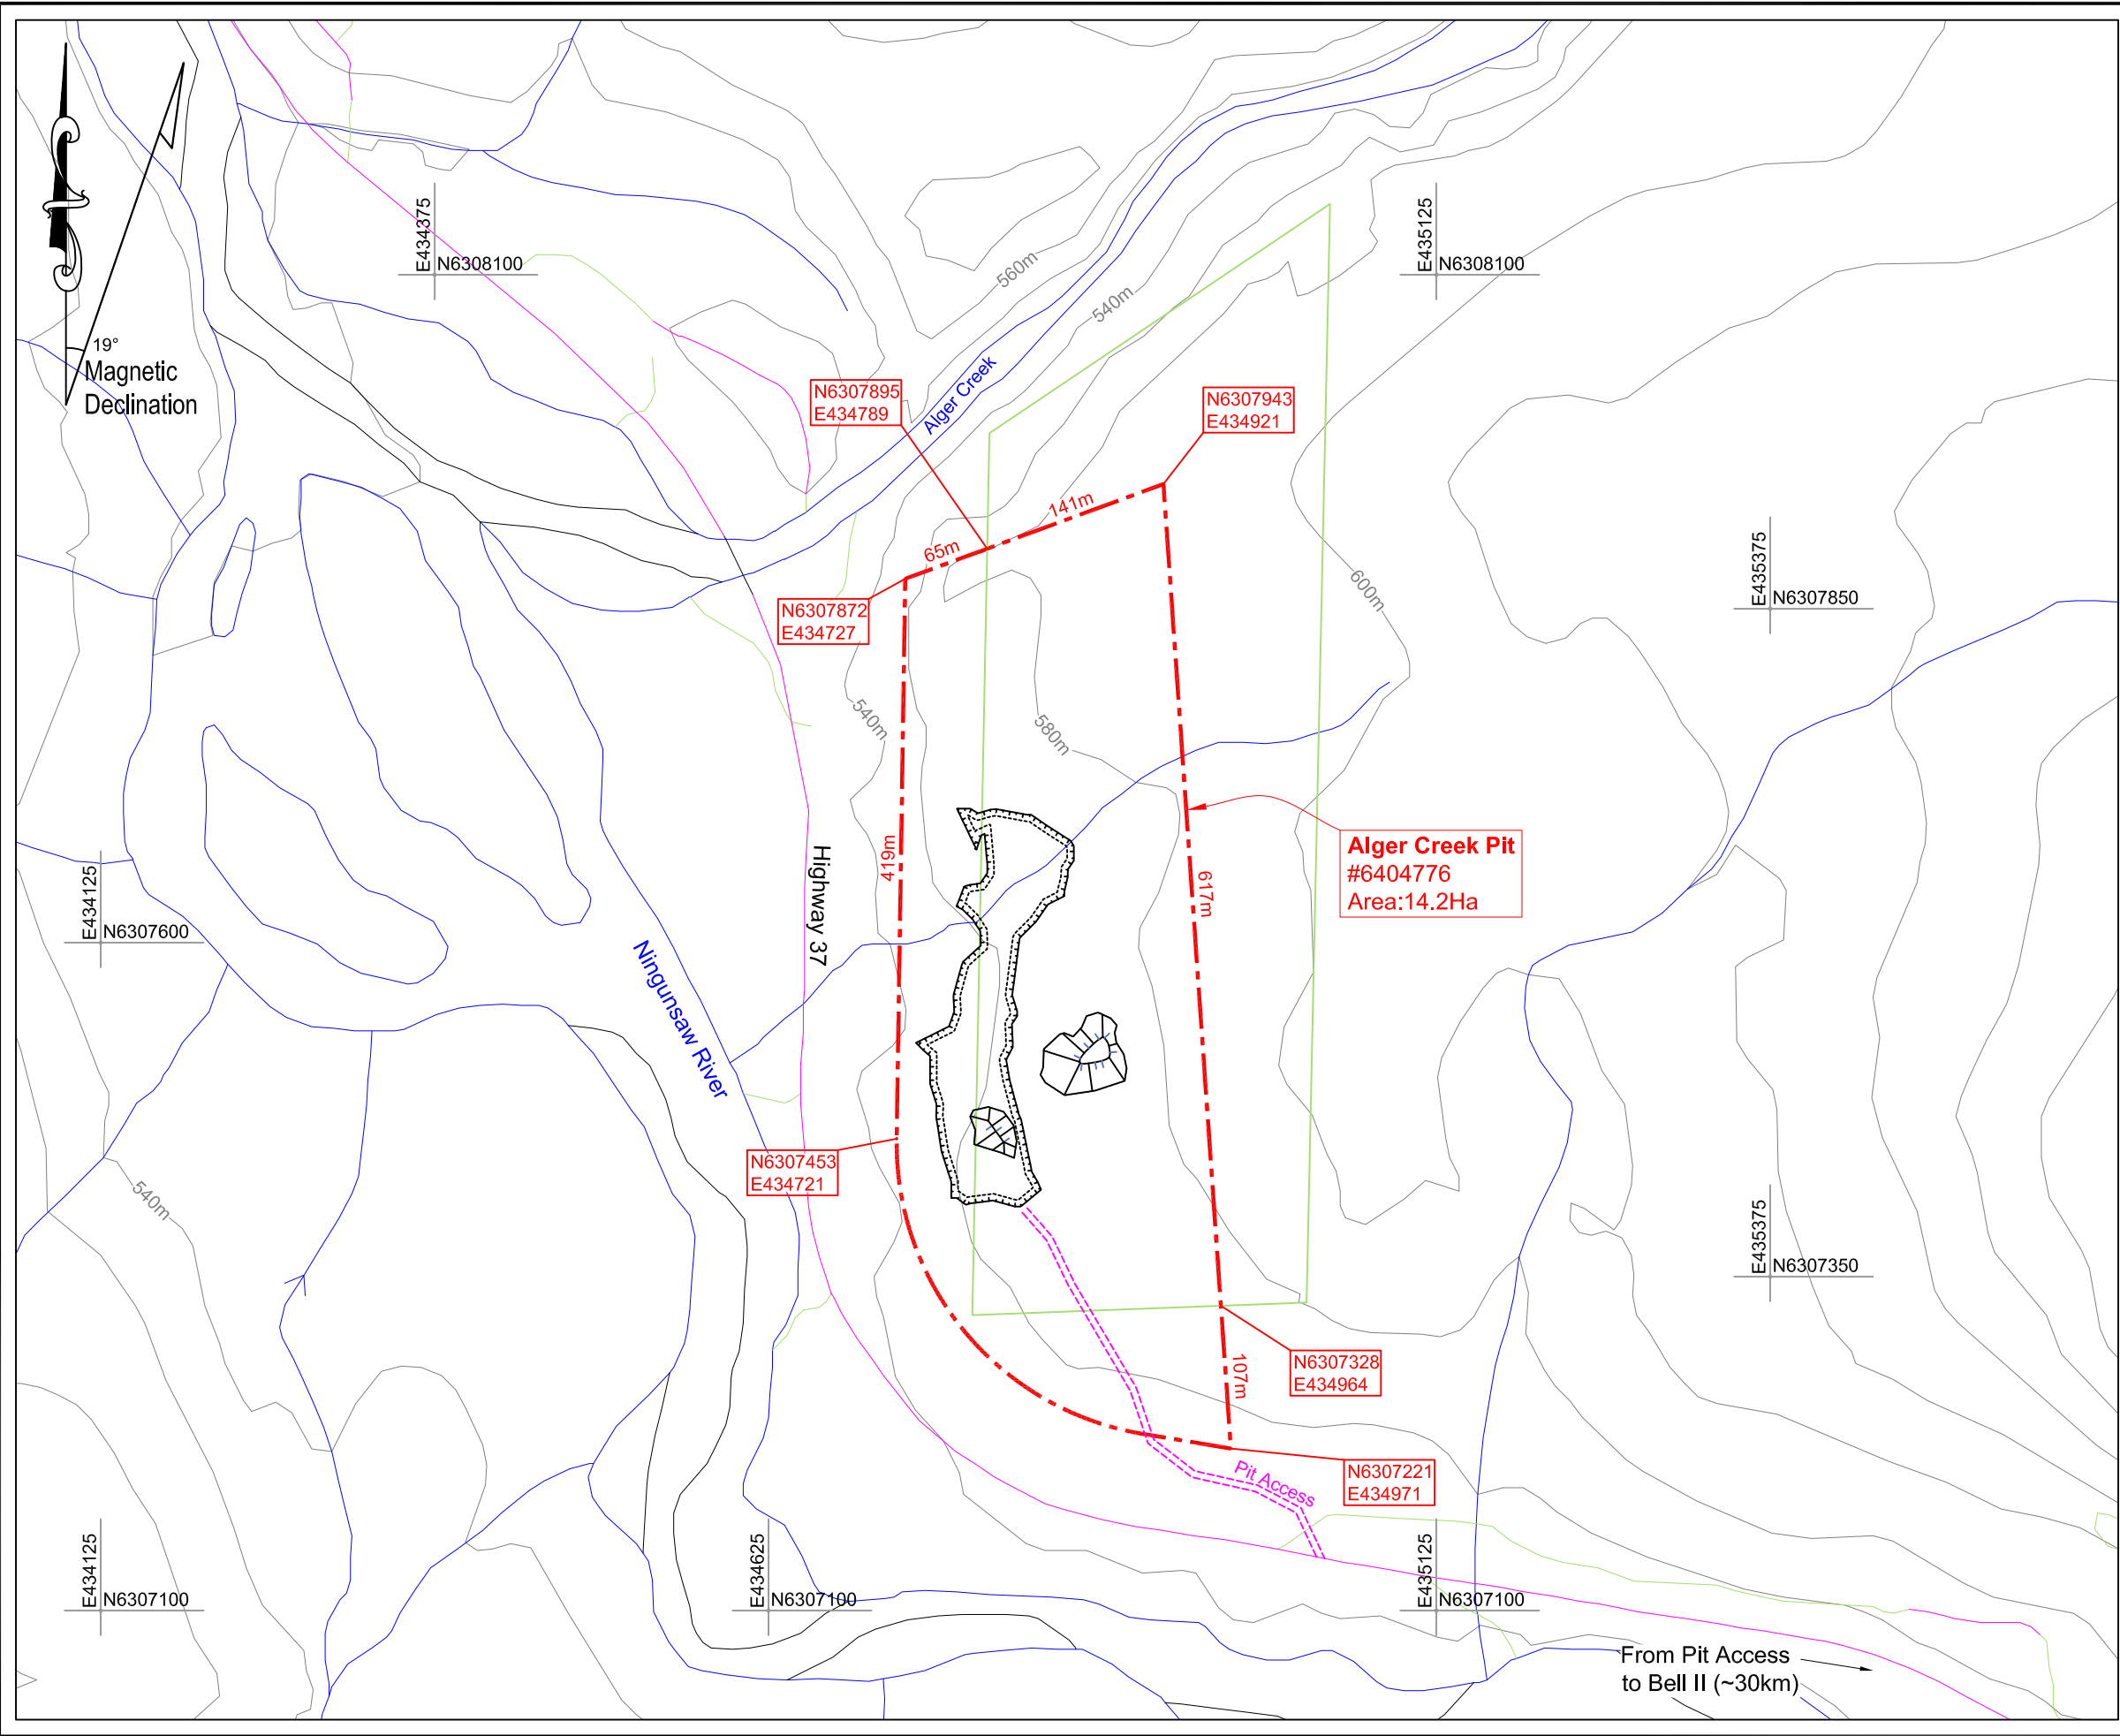 E434375
N6308100
E435125
N6308100
560m
540m
19°
Magnetic
Declination
Alger Creek
N6307895
E434789
N6307943
E434921
141m
65m
N6307872
E434727
600m
E435375
N6307850
540m
580m
419m
Highway 37
617m
Alger Creek Pit
#6404776
Area:14.2Ha
E434125
N6307600
Ningunsaw River
N6307453
E434721
540m
E435375
N6307350
N6307328
E434964
107m
Pit Access
N6307221
E434971
E434125
N6307100
E434625
N6307100
E435125
N6307100
From Pit Access
to Bell II (~30km)